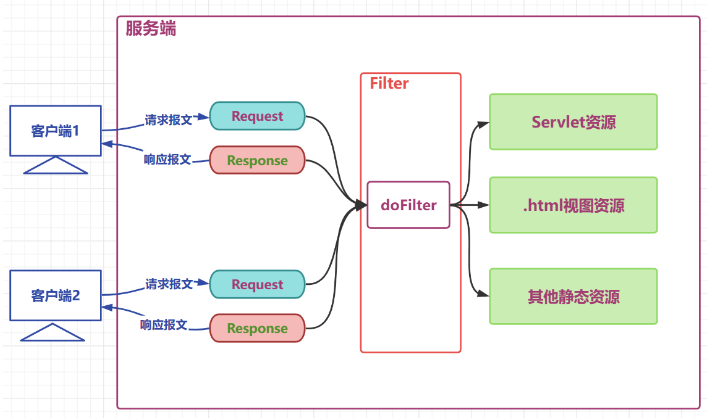 服务端
Filter
客户端1
请求报文
Request
响应报文
Response
Servlet资源
doFilter
.html视图资源
客户端2
请求报文
Request
响应报文
Response
其他静态资源